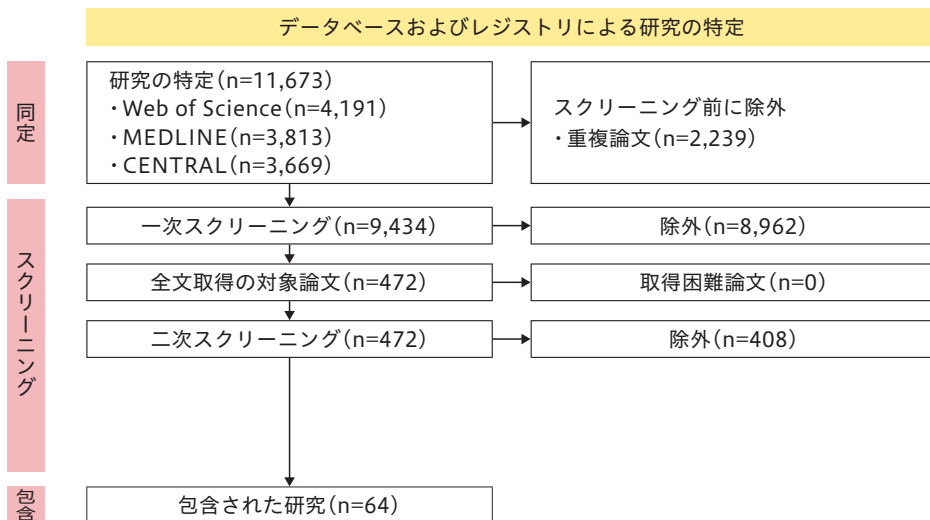 データベースおよびレジストリによる研究の特定
同定
研究の特定(n=11,673)
・Web of Science(n=4,191)
・MEDLINE(n=3,813)
・CENTRAL(n=3,669)
スクリーニング前に除外
・重複論文(n=2,239)
スクリーニング
一次スクリーニング(n=9,434)
除外(n=8,962)
全文取得の対象論文(n=472)
取得困難論文(n=0)
二次スクリーニング(n=472)
除外(n=408)
包含
包含された研究(n=64)